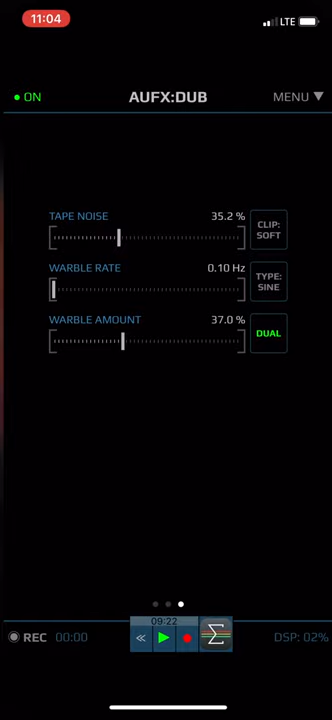 11:04
LTE
ON
AUFX:DUB
MENU ▼
TAPE NOISE
35.2 %
CLIP:
SOFT
WARBLE RATE
0.10 Hz
TYPE:
SINE
WARBLE AMOUNT
37.0 %
DUAL
09:22
REC 00:00
Σ
DSP: 02%